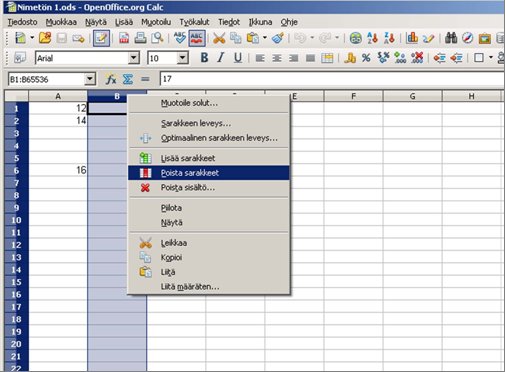 Nimetön 1.ods - OpenOffice.org Calc
Tiedosto Muokkaa Näytä Lisää Muotoilu Työkalut Tiedot Ikkuna Ohje
Arial 10 B I U
B1:B65536 f(x) Σ = 17
A B C D E F G H
1 12
2 14
3
4
5
6 16
7
8
9
10
11
12
13
14
15
16
17
18
19
20
21
22
Muotoile solut...
Sarakkeen leveys...
Optimaalinen sarakkeen leveys...
Lisää sarakkeet
Poista sarakkeet
Poista sisältö...
Piilota
Näytä
Leikkaa
Kopioi
Liitä
Liitä määräten...